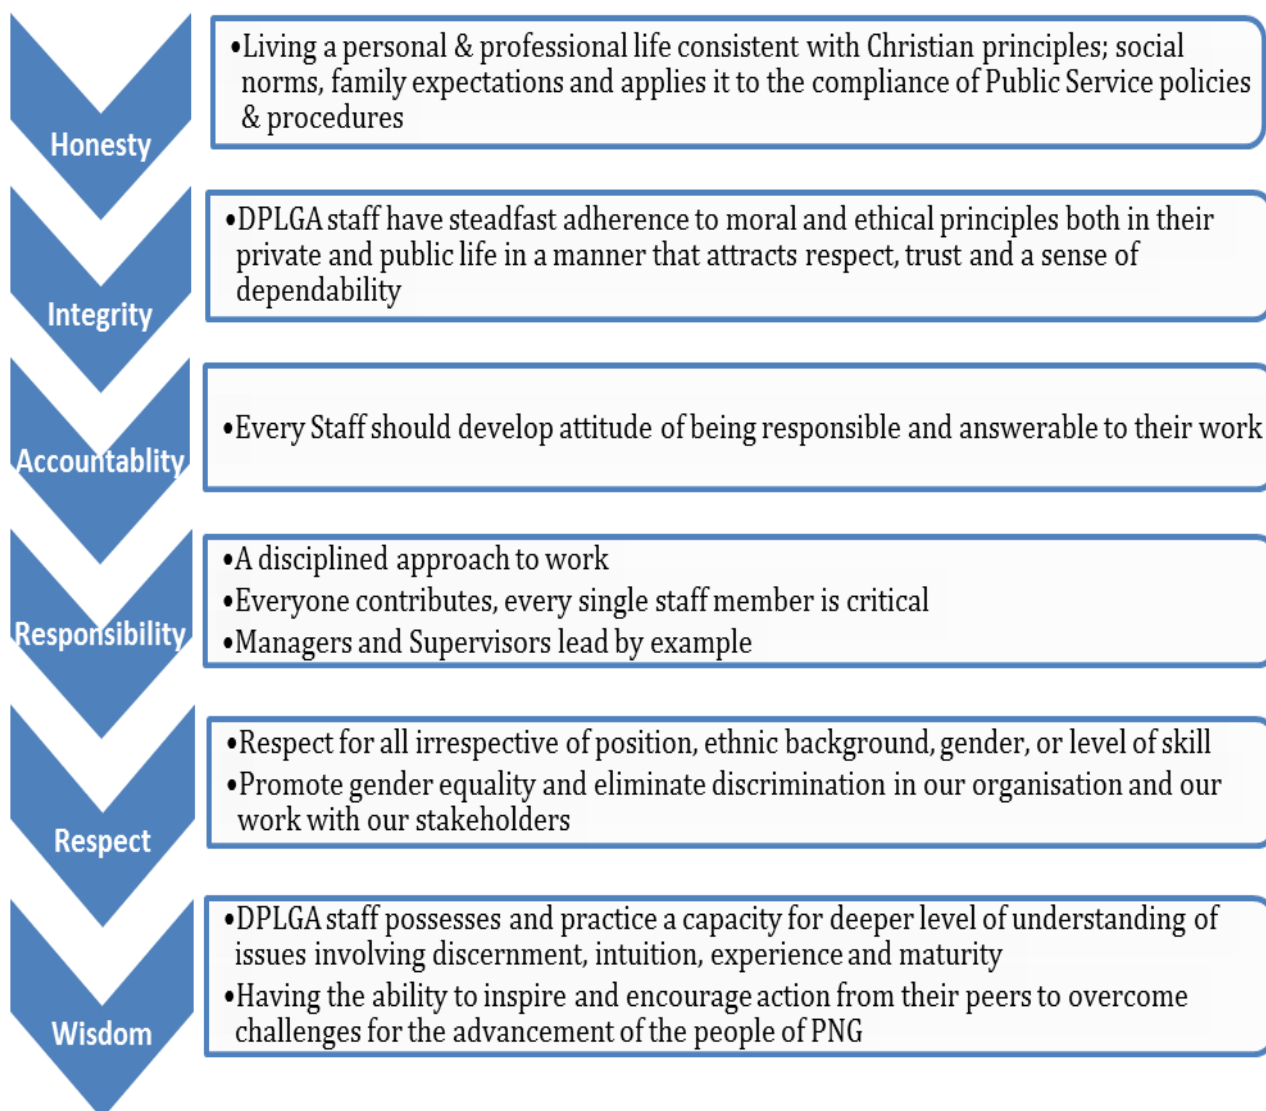 Honesty
•Living a personal & professional life consistent with Christian principles; social
norms, family expectations and applies it to the compliance of Public Service policies
& procedures
Integrity
•DPLGA staff have steadfast adherence to moral and ethical principles both in their
private and public life in a manner that attracts respect, trust and a sense of
dependability
Accountablity
•Every Staff should develop attitude of being responsible and answerable to their work
Responsibility
•A disciplined approach to work
•Everyone contributes, every single staff member is critical
•Managers and Supervisors lead by example
Respect
•Respect for all irrespective of position, ethnic background, gender, or level of skill
•Promote gender equality and eliminate discrimination in our organisation and our
work with our stakeholders
Wisdom
•DPLGA staff possesses and practice a capacity for deeper level of understanding of
issues involving discernment, intuition, experience and maturity
•Having the ability to inspire and encourage action from their peers to overcome
challenges for the advancement of the people of PNG